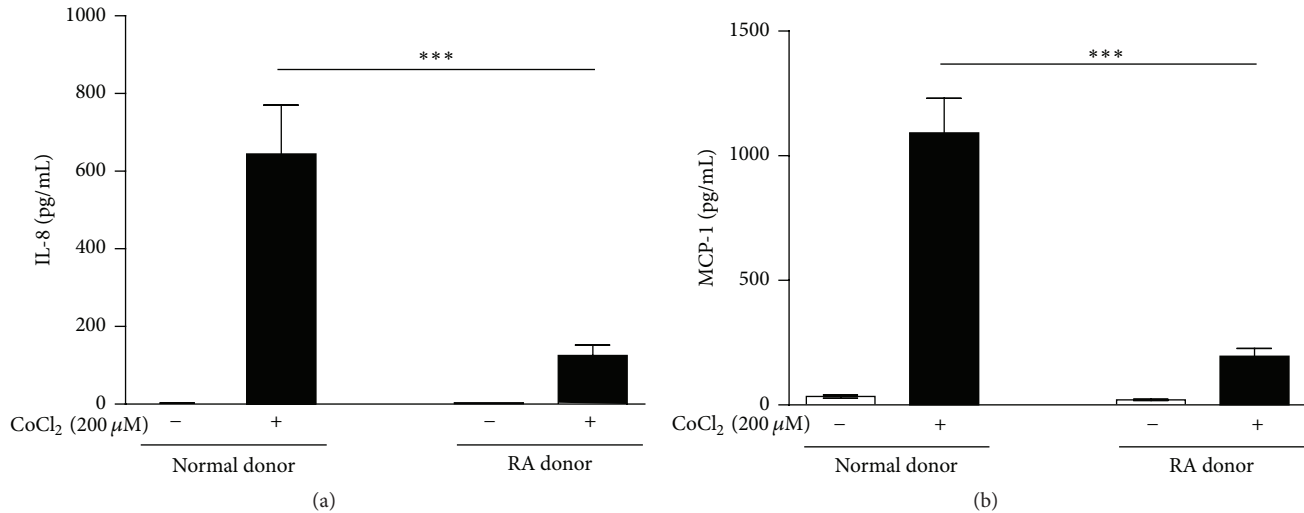 1000
800
600
400
200
0
IL-8 (pg/mL)
***
CoCl₂ (200 μM)
− + − +
Normal donor RA donor
(a)
1500
1000
500
0
MCP-1 (pg/mL)
***
CoCl₂ (200 μM)
− + − +
Normal donor RA donor
(b)